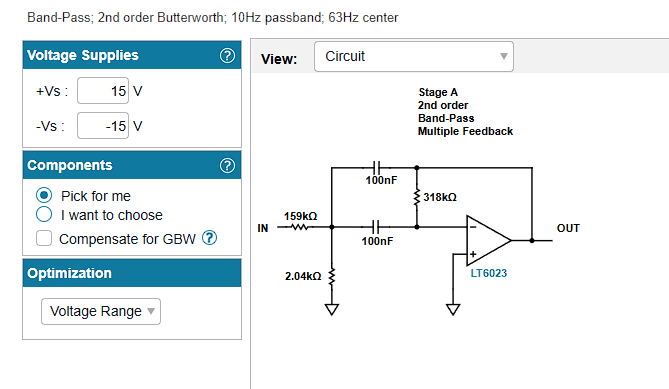 Band-Pass; 2nd order Butterworth; 10Hz passband; 63Hz center
Voltage Supplies ?
+Vs : 15 V
-Vs : -15 V
Components ?
Pick for me
I want to choose
Compensate for GBW ?
Optimization
Voltage Range
View: Circuit
Stage A
2nd order
Band-Pass
Multiple Feedback
100nF
318kΩ
159kΩ
IN
100nF
-
+
OUT
2.04kΩ
LT6023